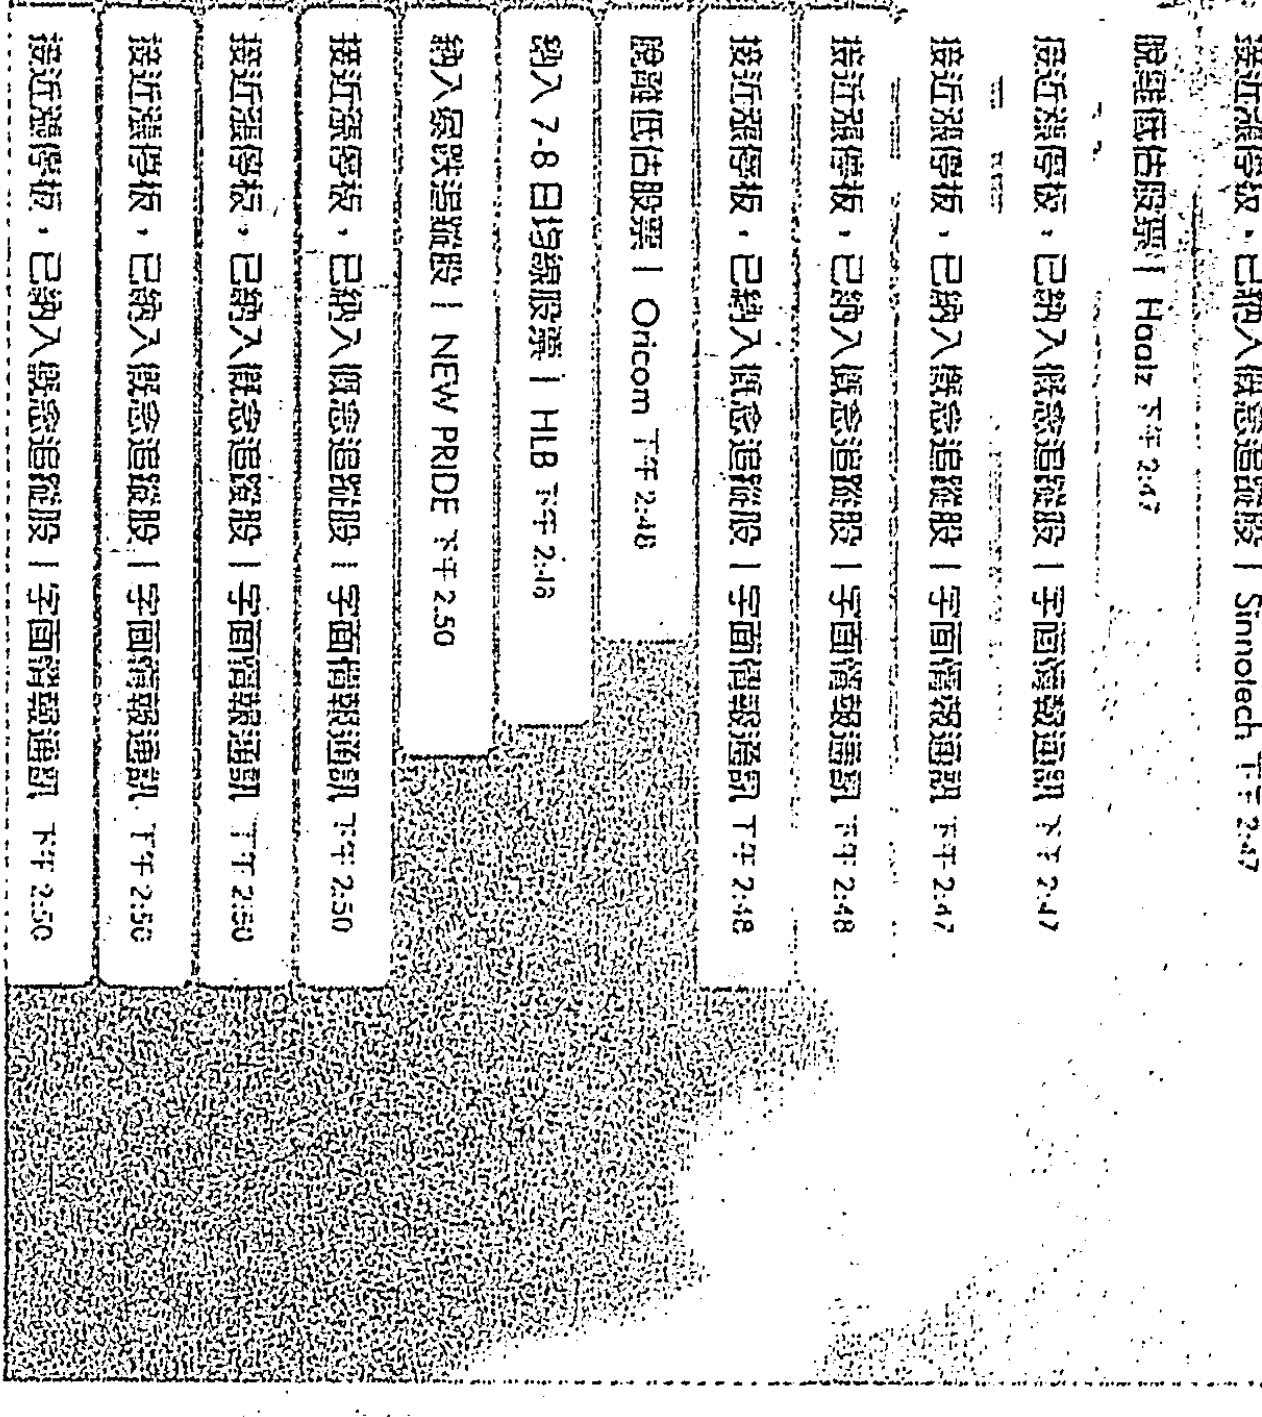 接近漲停板，已納入概念追蹤股 | Sinnotech 下午 2:47
脫離低估股票 | Haatz 下午 2:47
接近漲停板，已納入概念追蹤股 | 字面情報通訊 下午 2:47
接近漲停板，已納入概念追蹤股 | 字面情報通訊 下午 2:47
接近漲停板，已納入概念追蹤股 | 字面情報通訊 下午 2:48
接近漲停板，已納入概念追蹤股 | 字面情報通訊 下午 2:48
脫離低估股票 | Oricom 下午 2:48
納入 7-8 日均線股票 | HLB 下午 2:48
納入暴跌追蹤股 | NEW PRIDE 下午 2:50
接近漲停板，已納入概念追蹤股 | 字面情報通訊 下午 2:50
接近漲停板，已納入概念追蹤股 | 字面情報通訊 下午 2:50
接近漲停板，已納入概念追蹤股 | 字面情報通訊 下午 2:50
接近漲停板，已納入概念追蹤股 | 字面情報通訊 下午 2:50